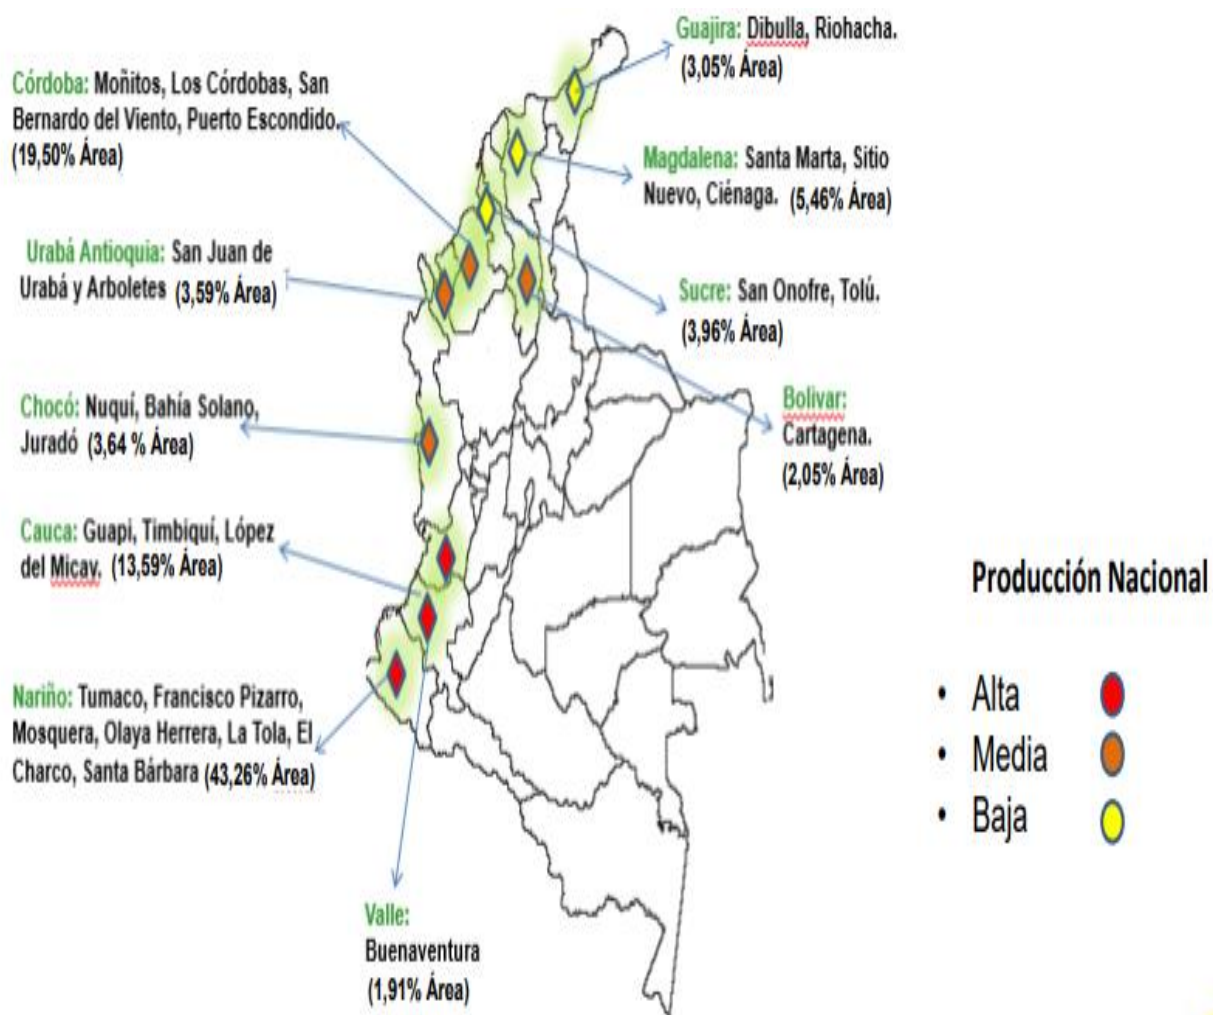 Guajira: Dibulla, Riohacha.
(3,05% Área)
Córdoba: Moñitos, Los Córdobas, San
Bernardo del Viento, Puerto Escondido.
(19,50% Área)
Magdalena: Santa Marta, Sitio
Nuevo, Ciénaga. (5,46% Área)
Urabá Antioquia: San Juan de
Urabá y Arboletes (3,59% Área)
Sucre: San Onofre, Tolú.
(3,96% Área)
Chocó: Nuquí, Bahía Solano,
Juradó (3,64 % Área)
Bolivar:
Cartagena.
(2,05% Área)
Cauca: Guapi, Timbiquí, López
del Micay. (13,59% Área)
Nariño: Tumaco, Francisco Pizarro,
Mosquera, Olaya Herrera, La Tola, El
Charco, Santa Bárbara (43,26% Área)
Valle:
Buenaventura
(1,91% Área)
Producción Nacional
• Alta
• Media
• Baja